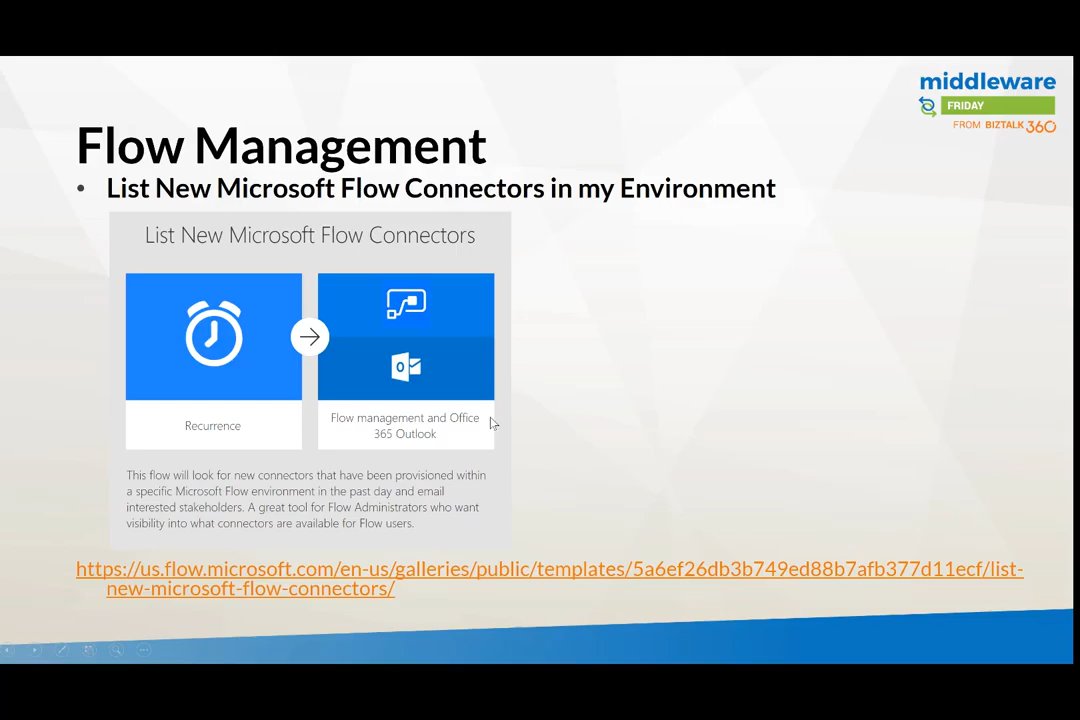 middleware
FRIDAY
FROM BIZTALK360
Flow Management
• List New Microsoft Flow Connectors in my Environment
List New Microsoft Flow Connectors
Recurrence
Flow management and Office
365 Outlook
This flow will look for new connectors that have been provisioned within
a specific Microsoft Flow environment in the past day and email
interested stakeholders. A great tool for Flow Administrators who want
visibility into what connectors are available for Flow users.
https://us.flow.microsoft.com/en-us/galleries/public/templates/5a6ef26db3b749ed88b7afb377d11ecf/list-
new-microsoft-flow-connectors/